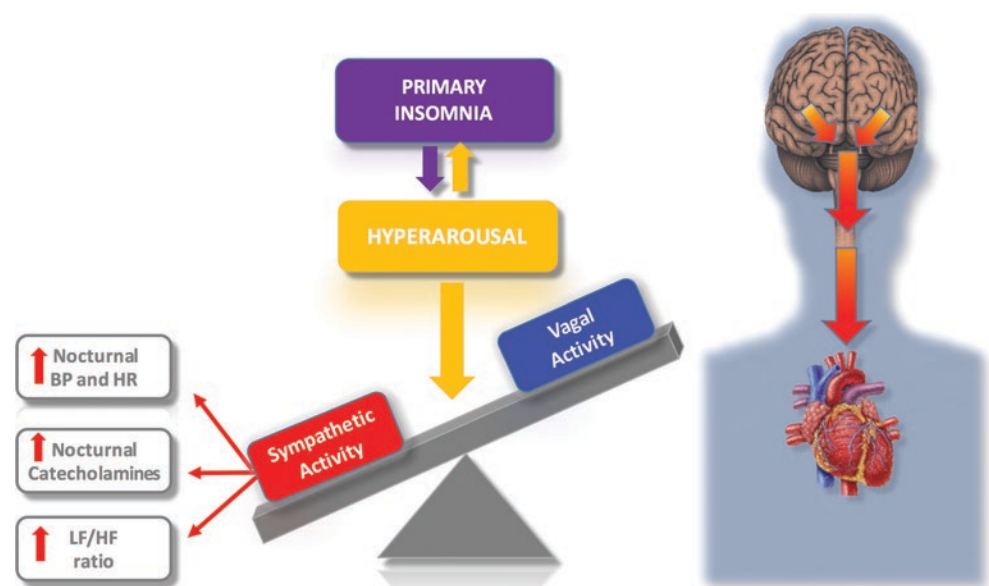 PRIMARY
INSOMNIA
HYPERAROUSAL
Vagal
Activity
Sympathetic
Activity
Nocturnal
BP and HR
Nocturnal
Catecholamines
LF/HF
ratio